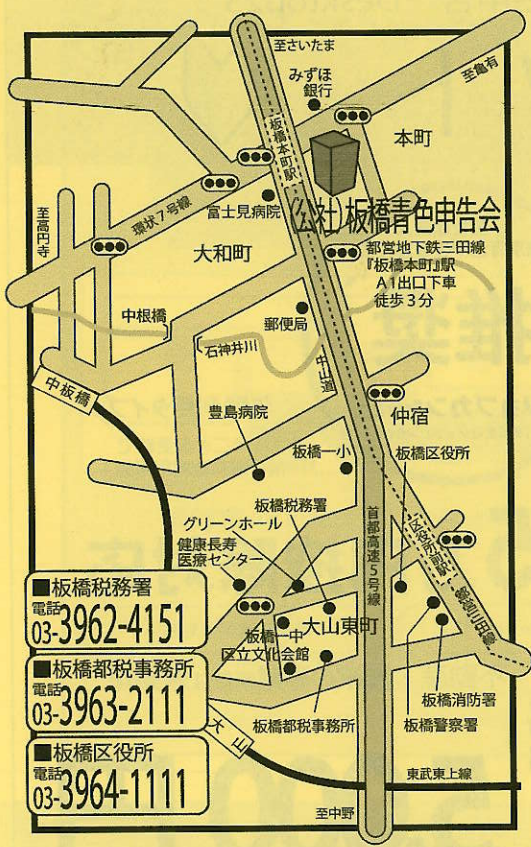 至さいたま
みずほ
銀行
至亀有
本町
板橋本町駅
環状7号線
富士見病院
(公社)板橋青色申告会
至高円寺
大和町
都営地下鉄三田線
『板橋本町』駅
A1出口下車
徒歩3分
中根橋
郵便局
石神井川
中山道
中板橋
仲宿
豊島病院
板橋一小
板橋区役所
板橋税務署
グリーンホール
健康長寿
医療センター
首都高速5号線
区役所前駅
都営三田線
■板橋税務署
電話
03-3962-4151
大山東町
板橋一中
区立文化会館
■板橋都税事務所
電話
03-3963-2111
板橋消防署
板橋都税事務所
板橋警察署
大山
■板橋区役所
電話
03-3964-1111
東武東上線
至中野